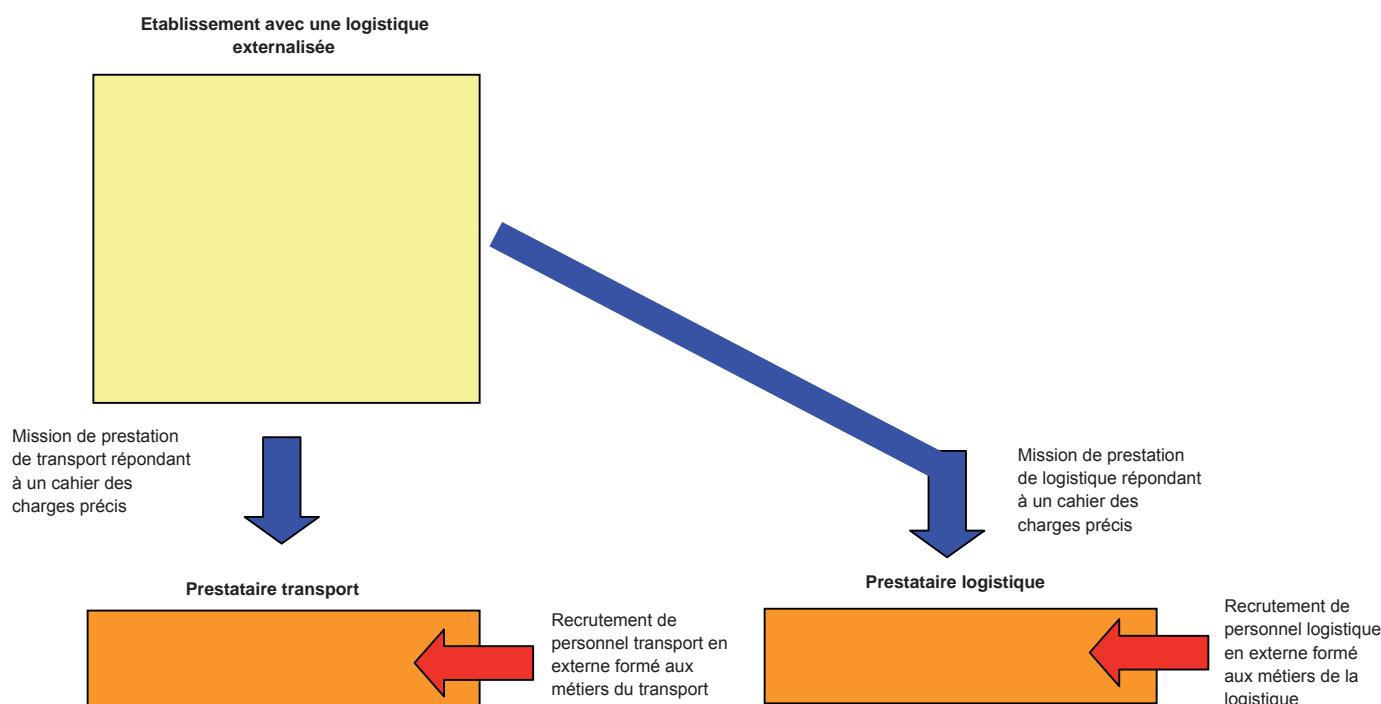 Etablissement avec une logistique
externalisée
Mission de prestation
de transport répondant
à un cahier des
charges précis
Mission de prestation
de logistique répondant
à un cahier des
charges précis
Prestataire transport
Prestataire logistique
Recrutement de
personnel transport en
externe formé aux
métiers du transport
Recrutement de
personnel logistique
en externe formé
aux métiers de la
logistique